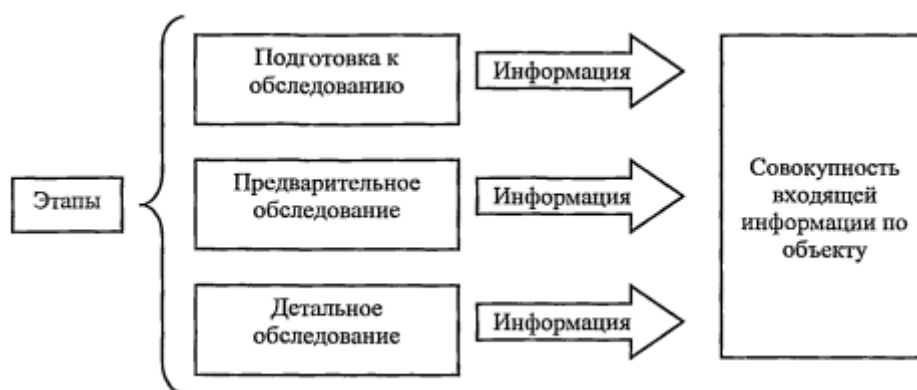 Этапы
Подготовка к
обследованию
Информация
Предварительное
обследование
Информация
Детальное
обследование
Информация
Совокупность
входящей
информации по
объекту